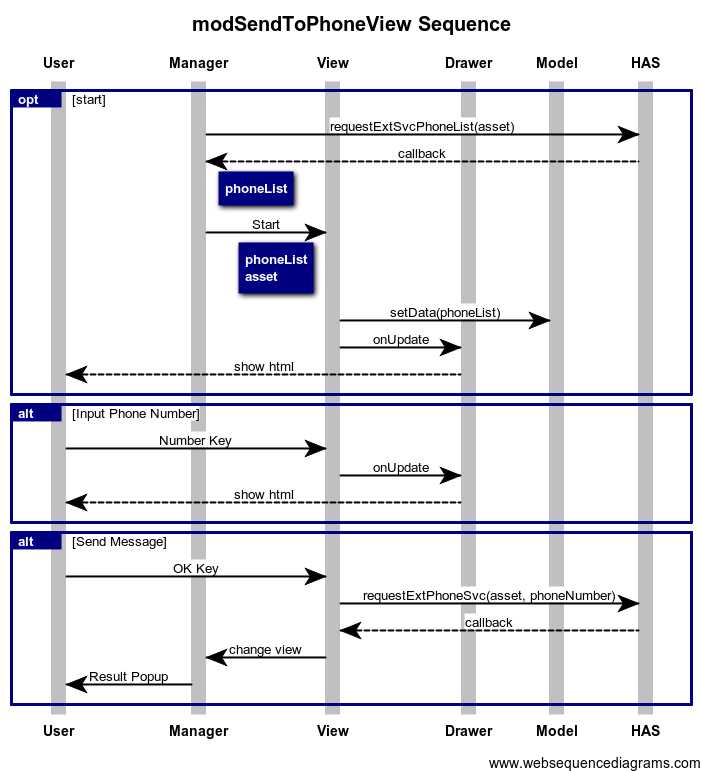 modSendToPhoneView Sequence
User Manager View Drawer Model HAS
opt [start]
requestExtSvcPhoneList(asset)
callback
phoneList
Start
phoneList
asset
setData(phoneList)
onUpdate
show html
alt [Input Phone Number]
Number Key
onUpdate
show html
alt [Send Message]
OK Key
requestExtPhoneSvc(asset, phoneNumber)
callback
change view
Result Popup
User Manager View Drawer Model HAS
www.websequencediagrams.com